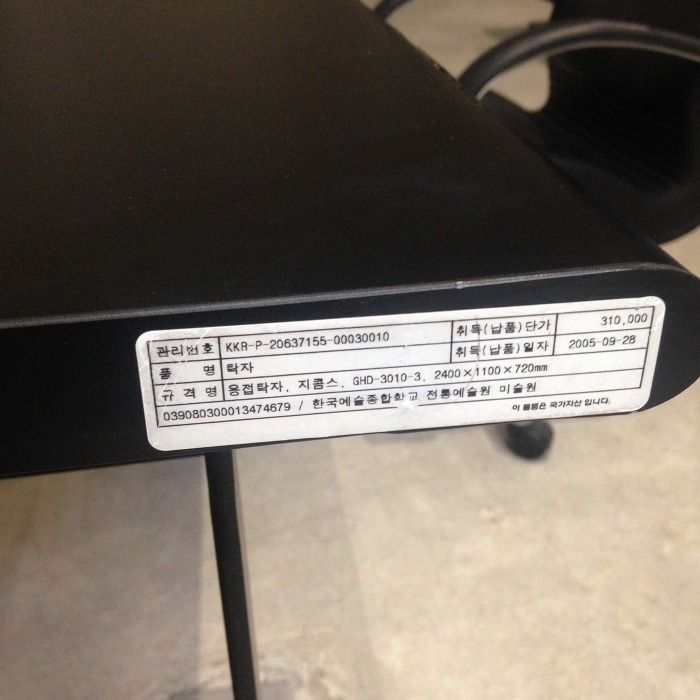 관리번호 KKR-P-20637155-00030010 취득(납품)단가 310,000
품 명 탁자 취득(납품)일자 2005-09-28
규 격 명 응접탁자, 지콤스, GHD-3010-3, 2400×1100×720mm
039080300013474679 / 한국예술종합학교 전통예술원 미술원
이 물품은 국가자산 입니다.